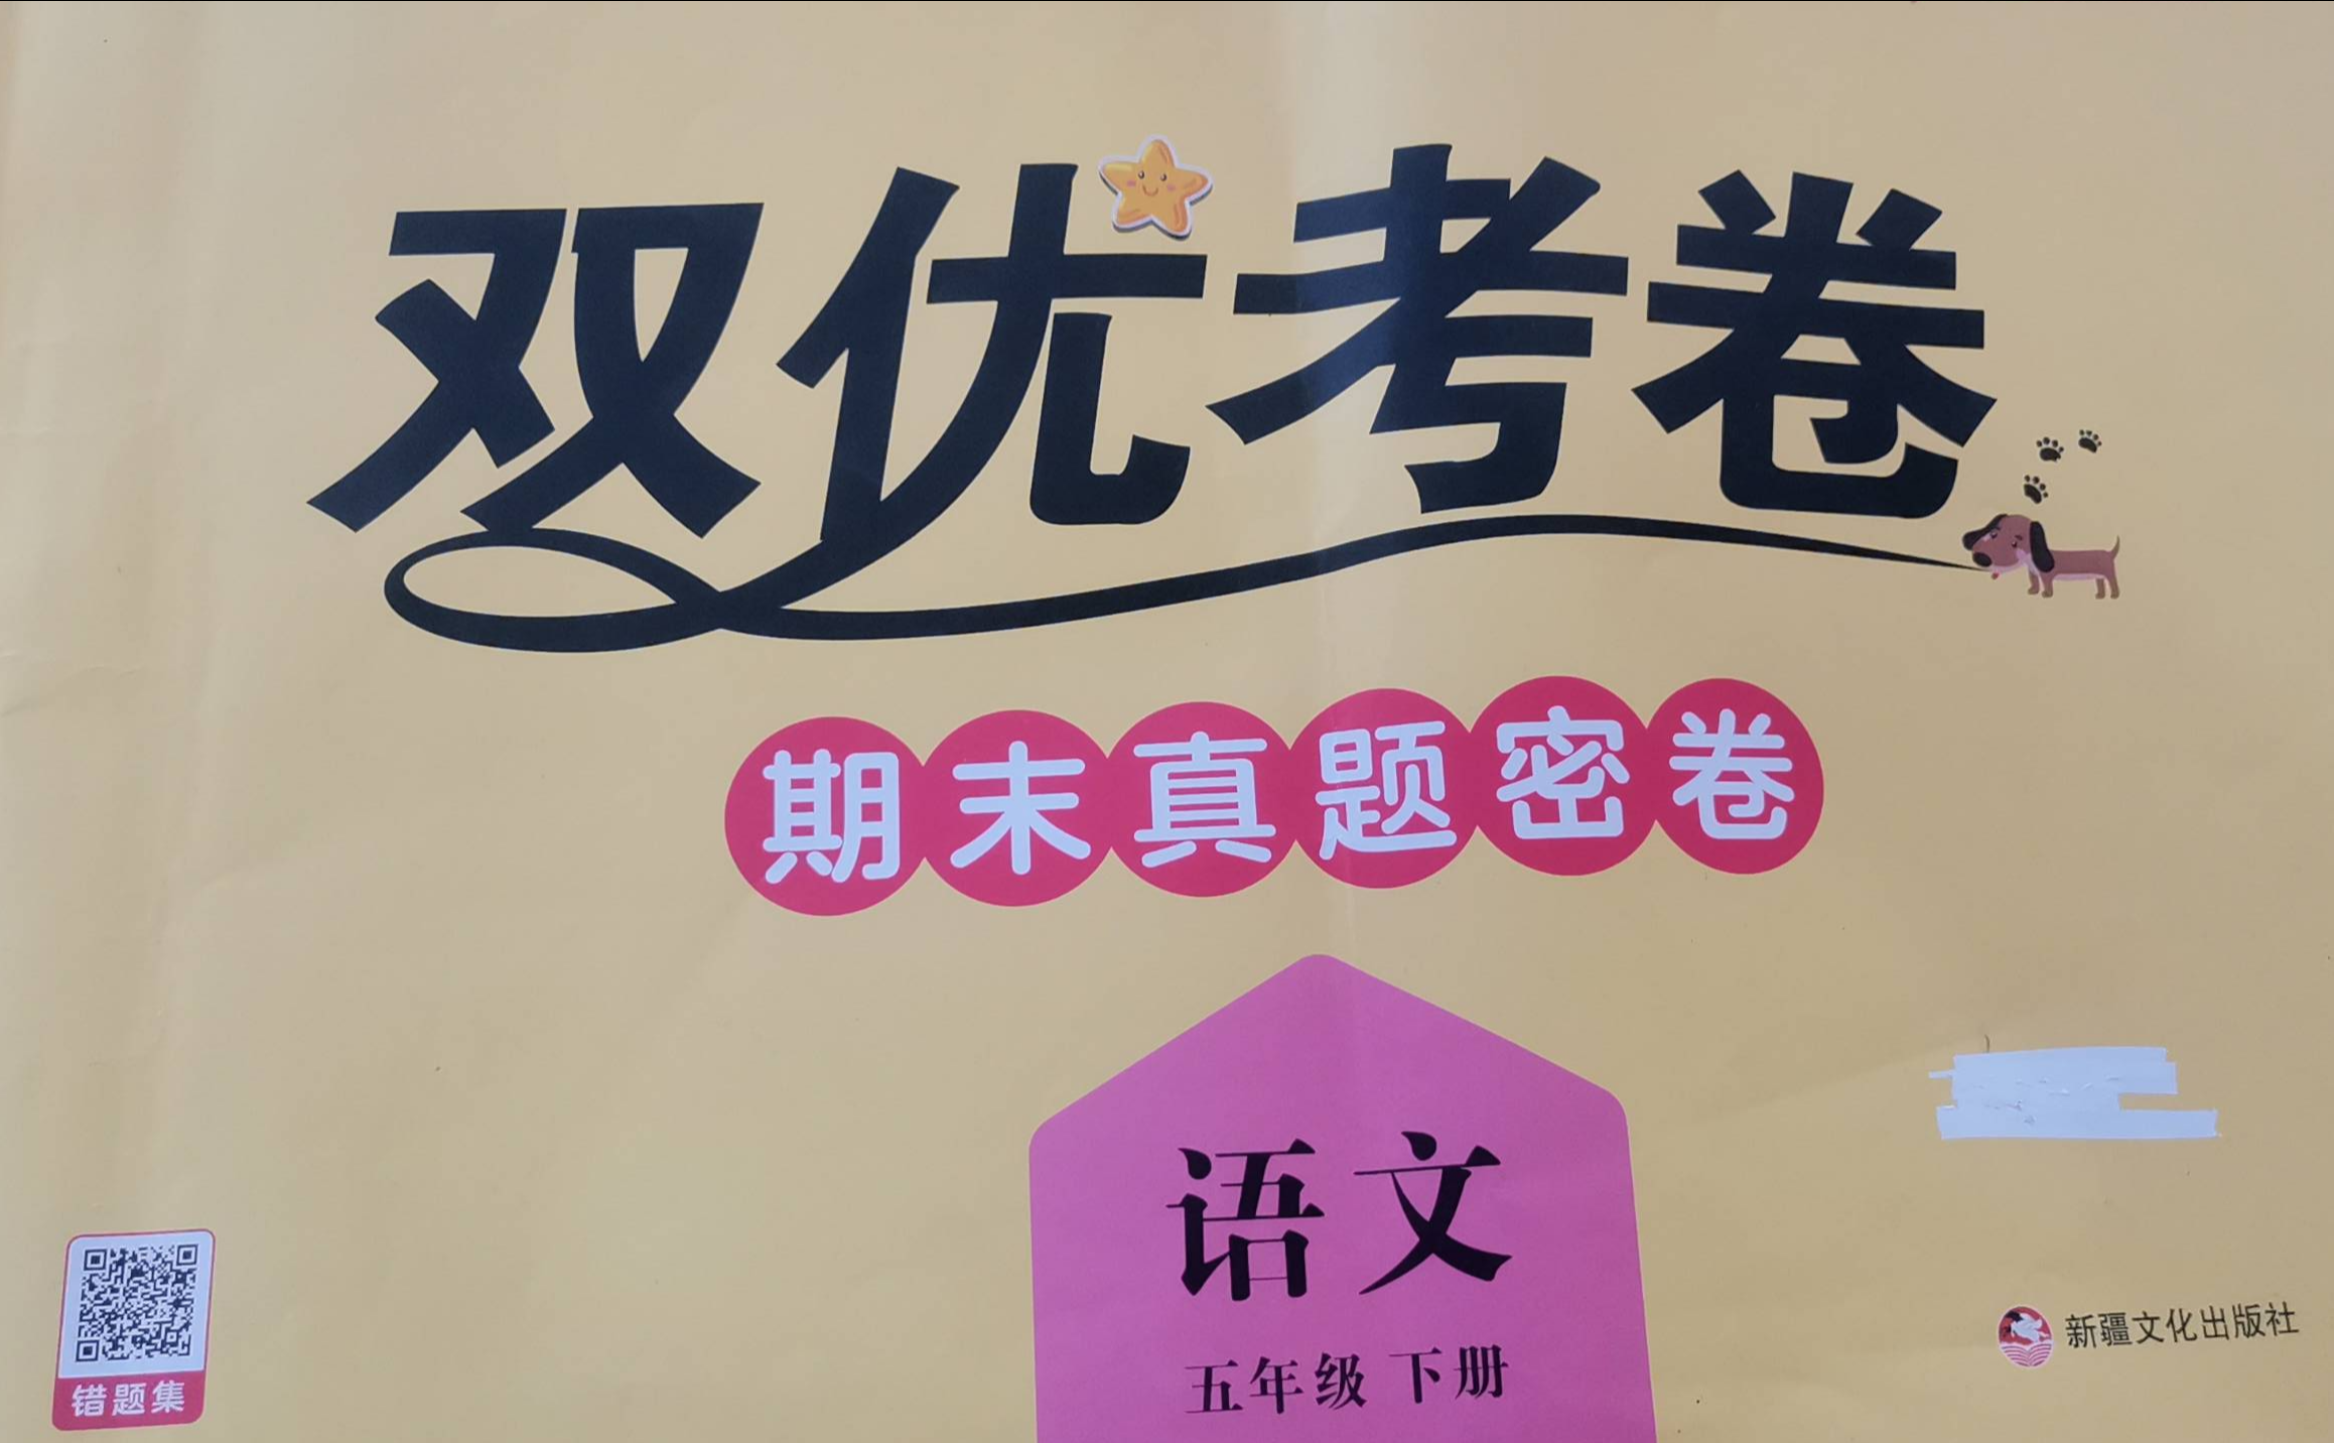 双优考卷
期末真题密卷
语文
五年级 下册
错题集
新疆文化出版社